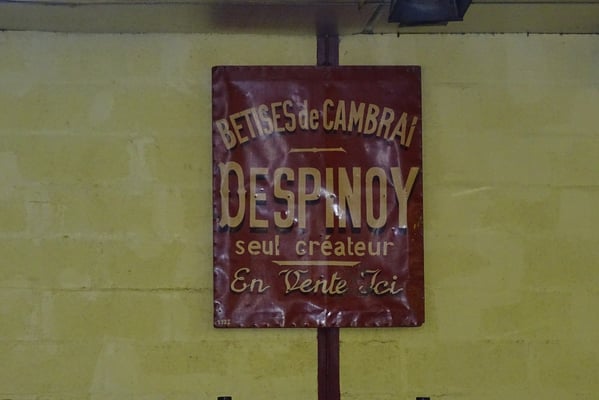 BETISES de CAMBRAi
DESPINOY
seul créateur
En Vente Ici